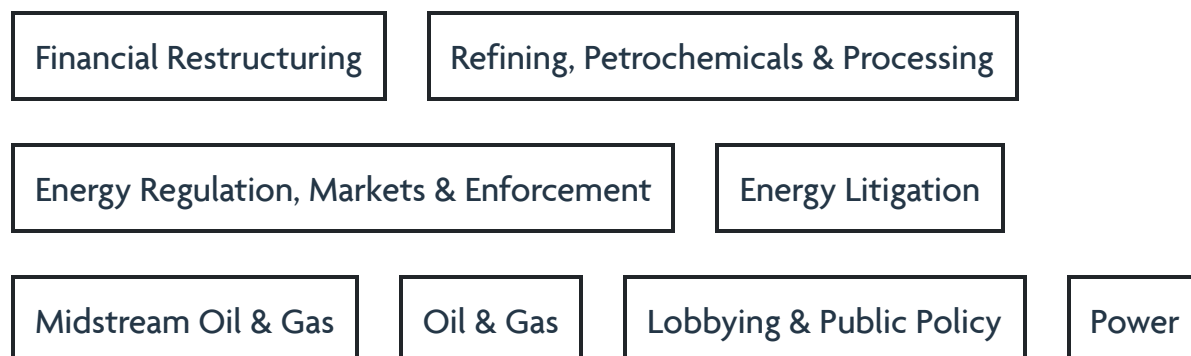 Financial Restructuring Refining, Petrochemicals & Processing
Energy Regulation, Markets & Enforcement Energy Litigation
Midstream Oil & Gas Oil & Gas Lobbying & Public Policy Power